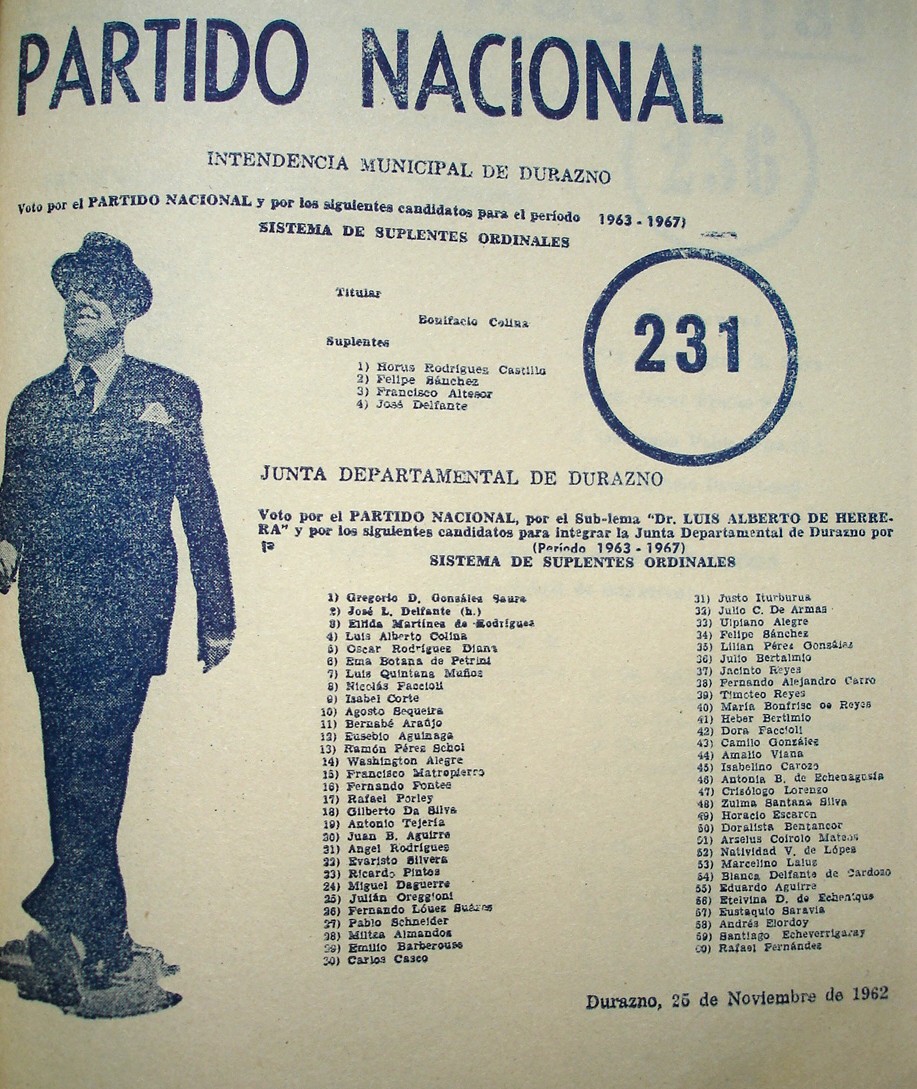 PARTIDO NACIONAL
INTENDENCIA MUNICIPAL DE DURAZNO
Voto por el PARTIDO NACIONAL y por los siguientes candidatos para el período 1963 - 1967)
SISTEMA DE SUPLENTES ORDINALES
Titular
Bonifacio Colina
Suplentes
1) Horus Rodrigues Castillo
2) Felipe Sánchez
3) Francisco Altesor
4) José Delfante
231
JUNTA DEPARTAMENTAL DE DURAZNO
Voto por el PARTIDO NACIONAL, por el Sub-lema "Dr. LUIS ALBERTO DE HERRE-
RA" y por los siguientes candidatos para integrar la Junta Departamental de Durazno por
(Período 1963 - 1967)
SISTEMA DE SUPLENTES ORDINALES
1) Gregorio D. Gonzáles Saura
2) José L. Delfante (h.)
3) Elida Martínes de Rodrigues
4) Luis Alberto Colina
5) Oscar Rodríguez Diana
6) Ema Botana de Petrini
7) Luis Quintana Muños
8) Nicolás Faccioli
9) Isabel Corte
10) Agosto Sequeira
11) Bernabé Araújo
12) Eusebio Aguinaga
13) Ramón Pérez Schol
14) Washington Alegre
15) Francisco Matropierro
16) Fernando Fontes
17) Rafael Porley
18) Gilberto Da Silva
19) Antonio Tejería
20) Juan B. Aguirre
21) Angel Rodrigues
22) Evaristo Silvera
23) Ricardo Pintos
24) Miguel Daguerre
25) Julián Oreggioni
26) Fernando Lóuez Suárez
27) Pablo Schneider
28) Miltza Almandos
29) Emilio Barberouse
30) Carlos Casco
31) Justo Iturburua
32) Julio C. De Armas
33) Ulpiano Alegre
34) Felipe Sánchez
35) Lilian Pérez Gonsález
36) Julio Bertalmio
37) Jacinto Reyes
38) Fernando Alejandro Carro
39) Timoteo Reyes
40) María Bonfrisc de Reyes
41) Heber Bertimio
42) Dora Faccioli
43) Camilo González
44) Amalio Viana
45) Isabelino Carozo
46) Antonia B. de Echenagusía
47) Crisólogo Lorenzo
48) Zulma Santana Silva
49) Horacio Escaron
50) Doralista Bentancor
51) Arselus Coirolo Mateos
52) Natividad V. de Lópes
53) Marcelino Laluz
54) Blanca Delfante de Cardozo
55) Eduardo Aguirre
56) Etelvina D. de Echenique
57) Eustaquio Saravia
58) Andrés Elordoy
59) Santiago Echeverrigaray
60) Rafael Fernández
Durazno, 25 de Noviembre de 1962